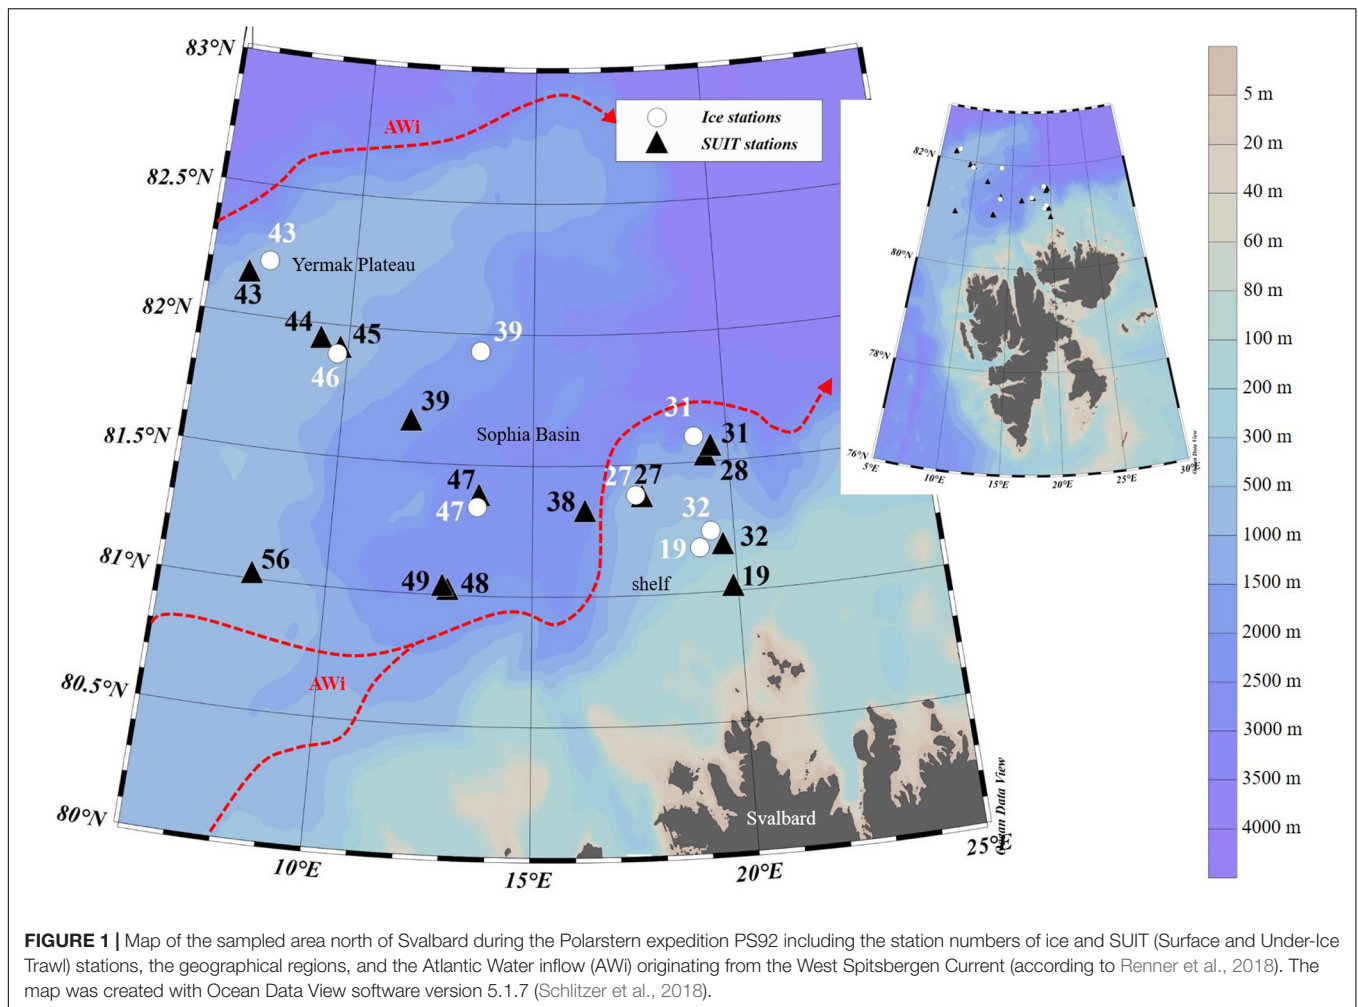 83°N
82.5°N
82°N
81.5°N
81°N
80.5°N
80°N
10°E
15°E
20°E
25°E
AWi
Ice stations
SUIT stations
43
Yermak Plateau
43
44
45
46
39
39
Sophia Basin
31
31
28
47
47
38
27
27
32
32
19
19
shelf
56
49
48
AWi
Svalbard
Ocean Data View
82°N
80°N
78°N
76°N
5°E
10°E
15°E
20°E
25°E
30°E
Ocean Data View
5 m
20 m
40 m
60 m
80 m
100 m
200 m
300 m
500 m
1000 m
1500 m
2000 m
2500 m
3000 m
3500 m
4000 m
FIGURE 1 | Map of the sampled area north of Svalbard during the Polarstern expedition PS92 including the station numbers of ice and SUIT (Surface and Under-Ice
Trawl) stations, the geographical regions, and the Atlantic Water inflow (AWi) originating from the West Spitsbergen Current (according to Renner et al., 2018). The
map was created with Ocean Data View software version 5.1.7 (Schlitzer et al., 2018).